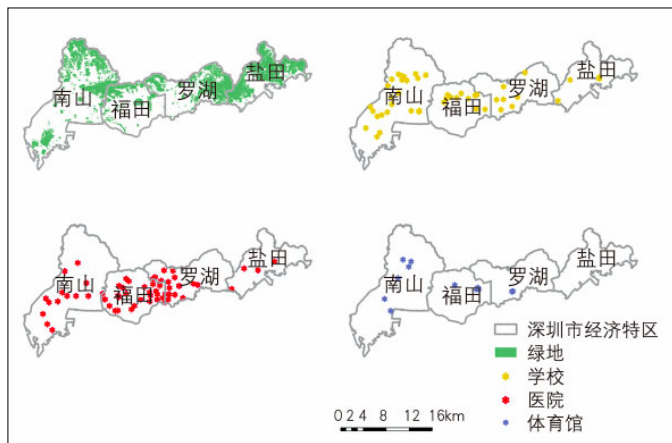 南山
福田
罗湖
盐田
南山
福田
罗湖
盐田
南山
福田
罗湖
盐田
南山
福田
罗湖
盐田
深圳市经济特区
绿地
学校
医院
体育馆
0 2 4 8 12 16km